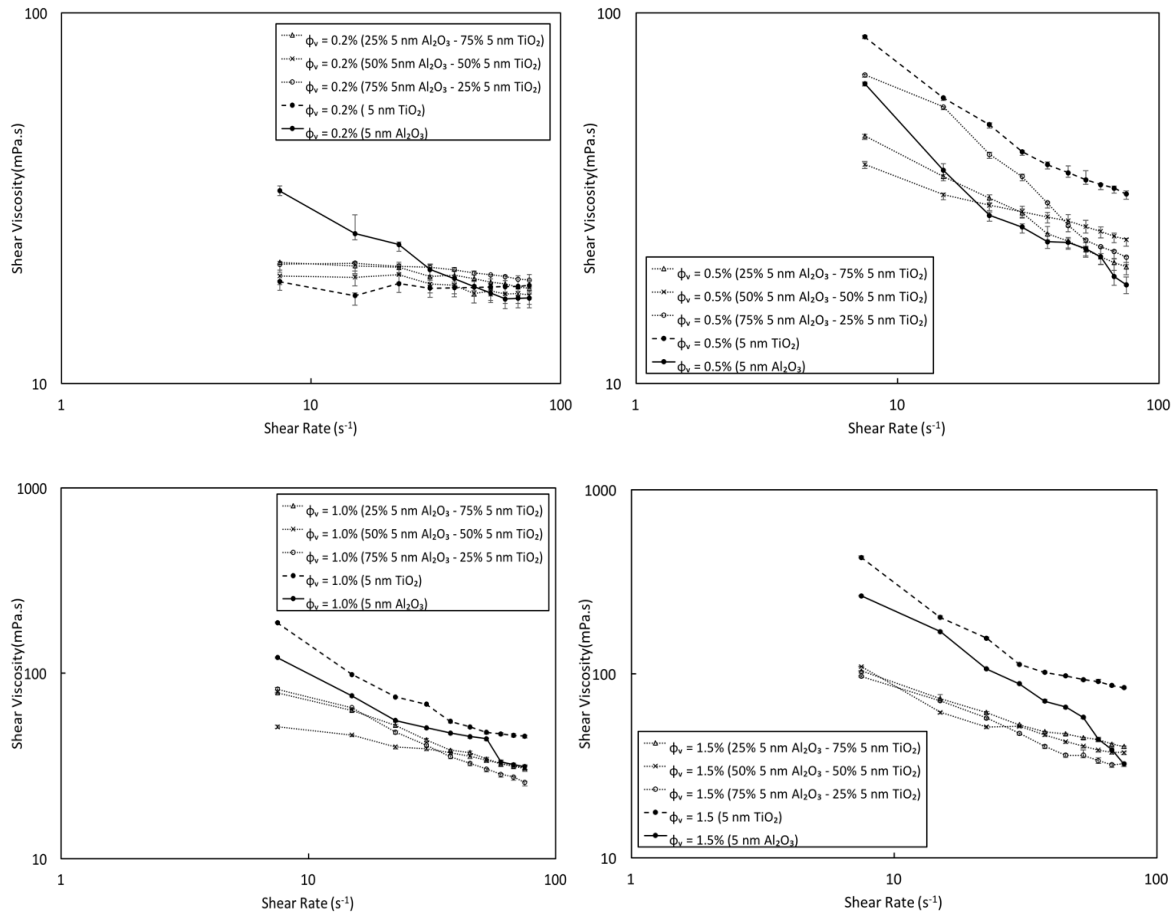 100
10
1
10
100
Shear Viscosity(mPa.s)
Shear Rate (s⁻¹)
ϕᵥ = 0.2% (25% 5 nm Al₂O₃ - 75% 5 nm TiO₂)
ϕᵥ = 0.2% (50% 5nm Al₂O₃ - 50% 5 nm TiO₂)
ϕᵥ = 0.2% (75% 5nm Al₂O₃ - 25% 5 nm TiO₂)
ϕᵥ = 0.2% ( 5 nm TiO₂)
ϕᵥ = 0.2% (5 nm Al₂O₃)
100
10
1
10
100
Shear Viscosity(mPa.s)
Shear Rate (s⁻¹)
ϕᵥ = 0.5% (25% 5 nm Al₂O₃ - 75% 5 nm TiO₂)
ϕᵥ = 0.5% (50% 5 nm Al₂O₃ - 50% 5 nm TiO₂)
ϕᵥ = 0.5% (75% 5 nm Al₂O₃ - 25% 5 nm TiO₂)
ϕᵥ = 0.5% (5 nm TiO₂)
ϕᵥ = 0.5% (5 nm Al₂O₃)
1000
100
10
1
10
100
Shear Viscosity(mPa.s)
Shear Rate (s⁻¹)
ϕᵥ = 1.0% (25% 5 nm Al₂O₃ - 75% 5 nm TiO₂)
ϕᵥ = 1.0% (50% 5 nm Al₂O₃ - 50% 5 nm TiO₂)
ϕᵥ = 1.0% (75% 5 nm Al₂O₃ - 25% 5 nm TiO₂)
ϕᵥ = 1.0% (5 nm TiO₂)
ϕᵥ = 1.0% (5 nm Al₂O₃)
1000
100
10
1
10
100
Shear Viscosity(mPa.s)
Shear Rate (s⁻¹)
ϕᵥ = 1.5% (25% 5 nm Al₂O₃ - 75% 5 nm TiO₂)
ϕᵥ = 1.5% (50% 5 nm Al₂O₃ - 50% 5 nm TiO₂)
ϕᵥ = 1.5% (75% 5 nm Al₂O₃ - 25% 5 nm TiO₂)
ϕᵥ = 1.5 (5 nm TiO₂)
ϕᵥ = 1.5% (5 nm Al₂O₃)